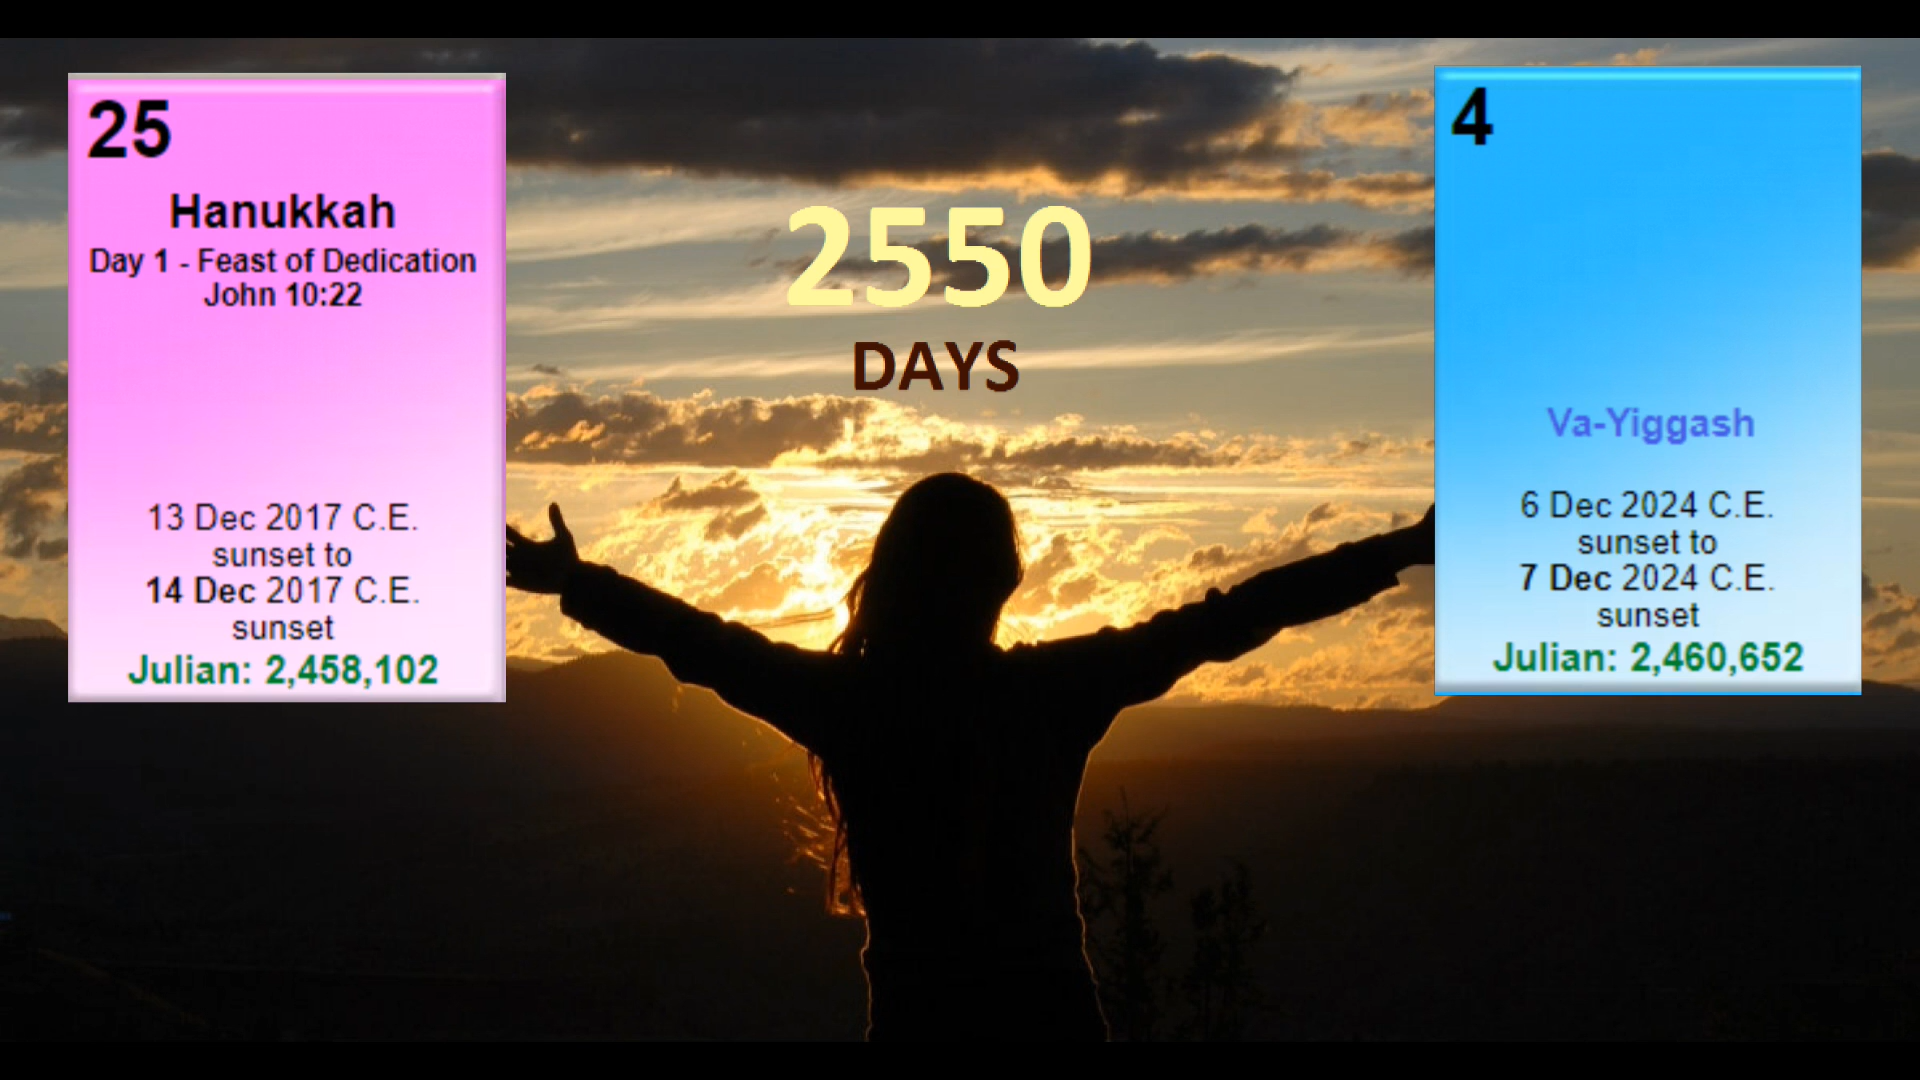 25
Hanukkah
Day 1 - Feast of Dedication
John 10:22
13 Dec 2017 C.E.
sunset to
14 Dec 2017 C.E.
sunset
Julian: 2,458,102
2550
DAYS
4
Va-Yiggash
6 Dec 2024 C.E.
sunset to
7 Dec 2024 C.E.
sunset
Julian: 2,460,652